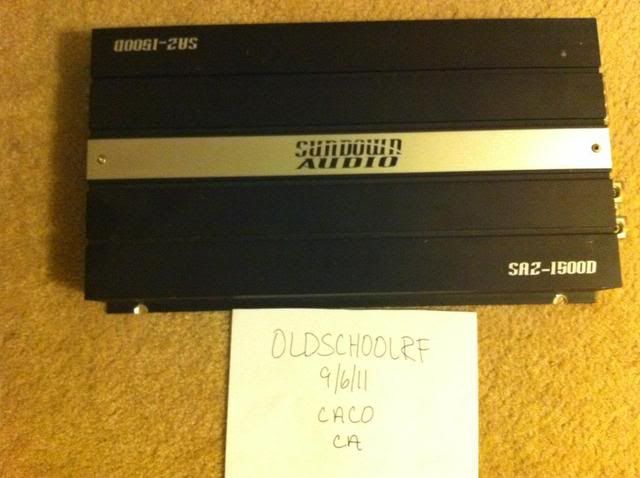 SAZ-1500D
SUNDOWN
AUDIO
SAZ-1500D
OLDSCHOOLRF
9/6/11
CACO
CA